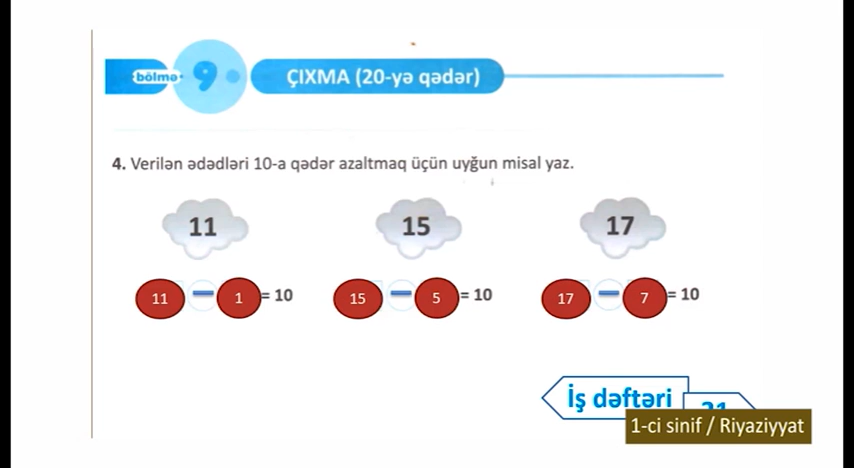 bölmə 9 ÇIXMA (20-yə qədər)
4. Verilən ədədləri 10-a qədər azaltmaq üçün uyğun misal yaz.
11 15 17
11 − 1 = 10 15 − 5 = 10 17 − 7 = 10
İş dəftəri
1-ci sinif / Riyaziyyat